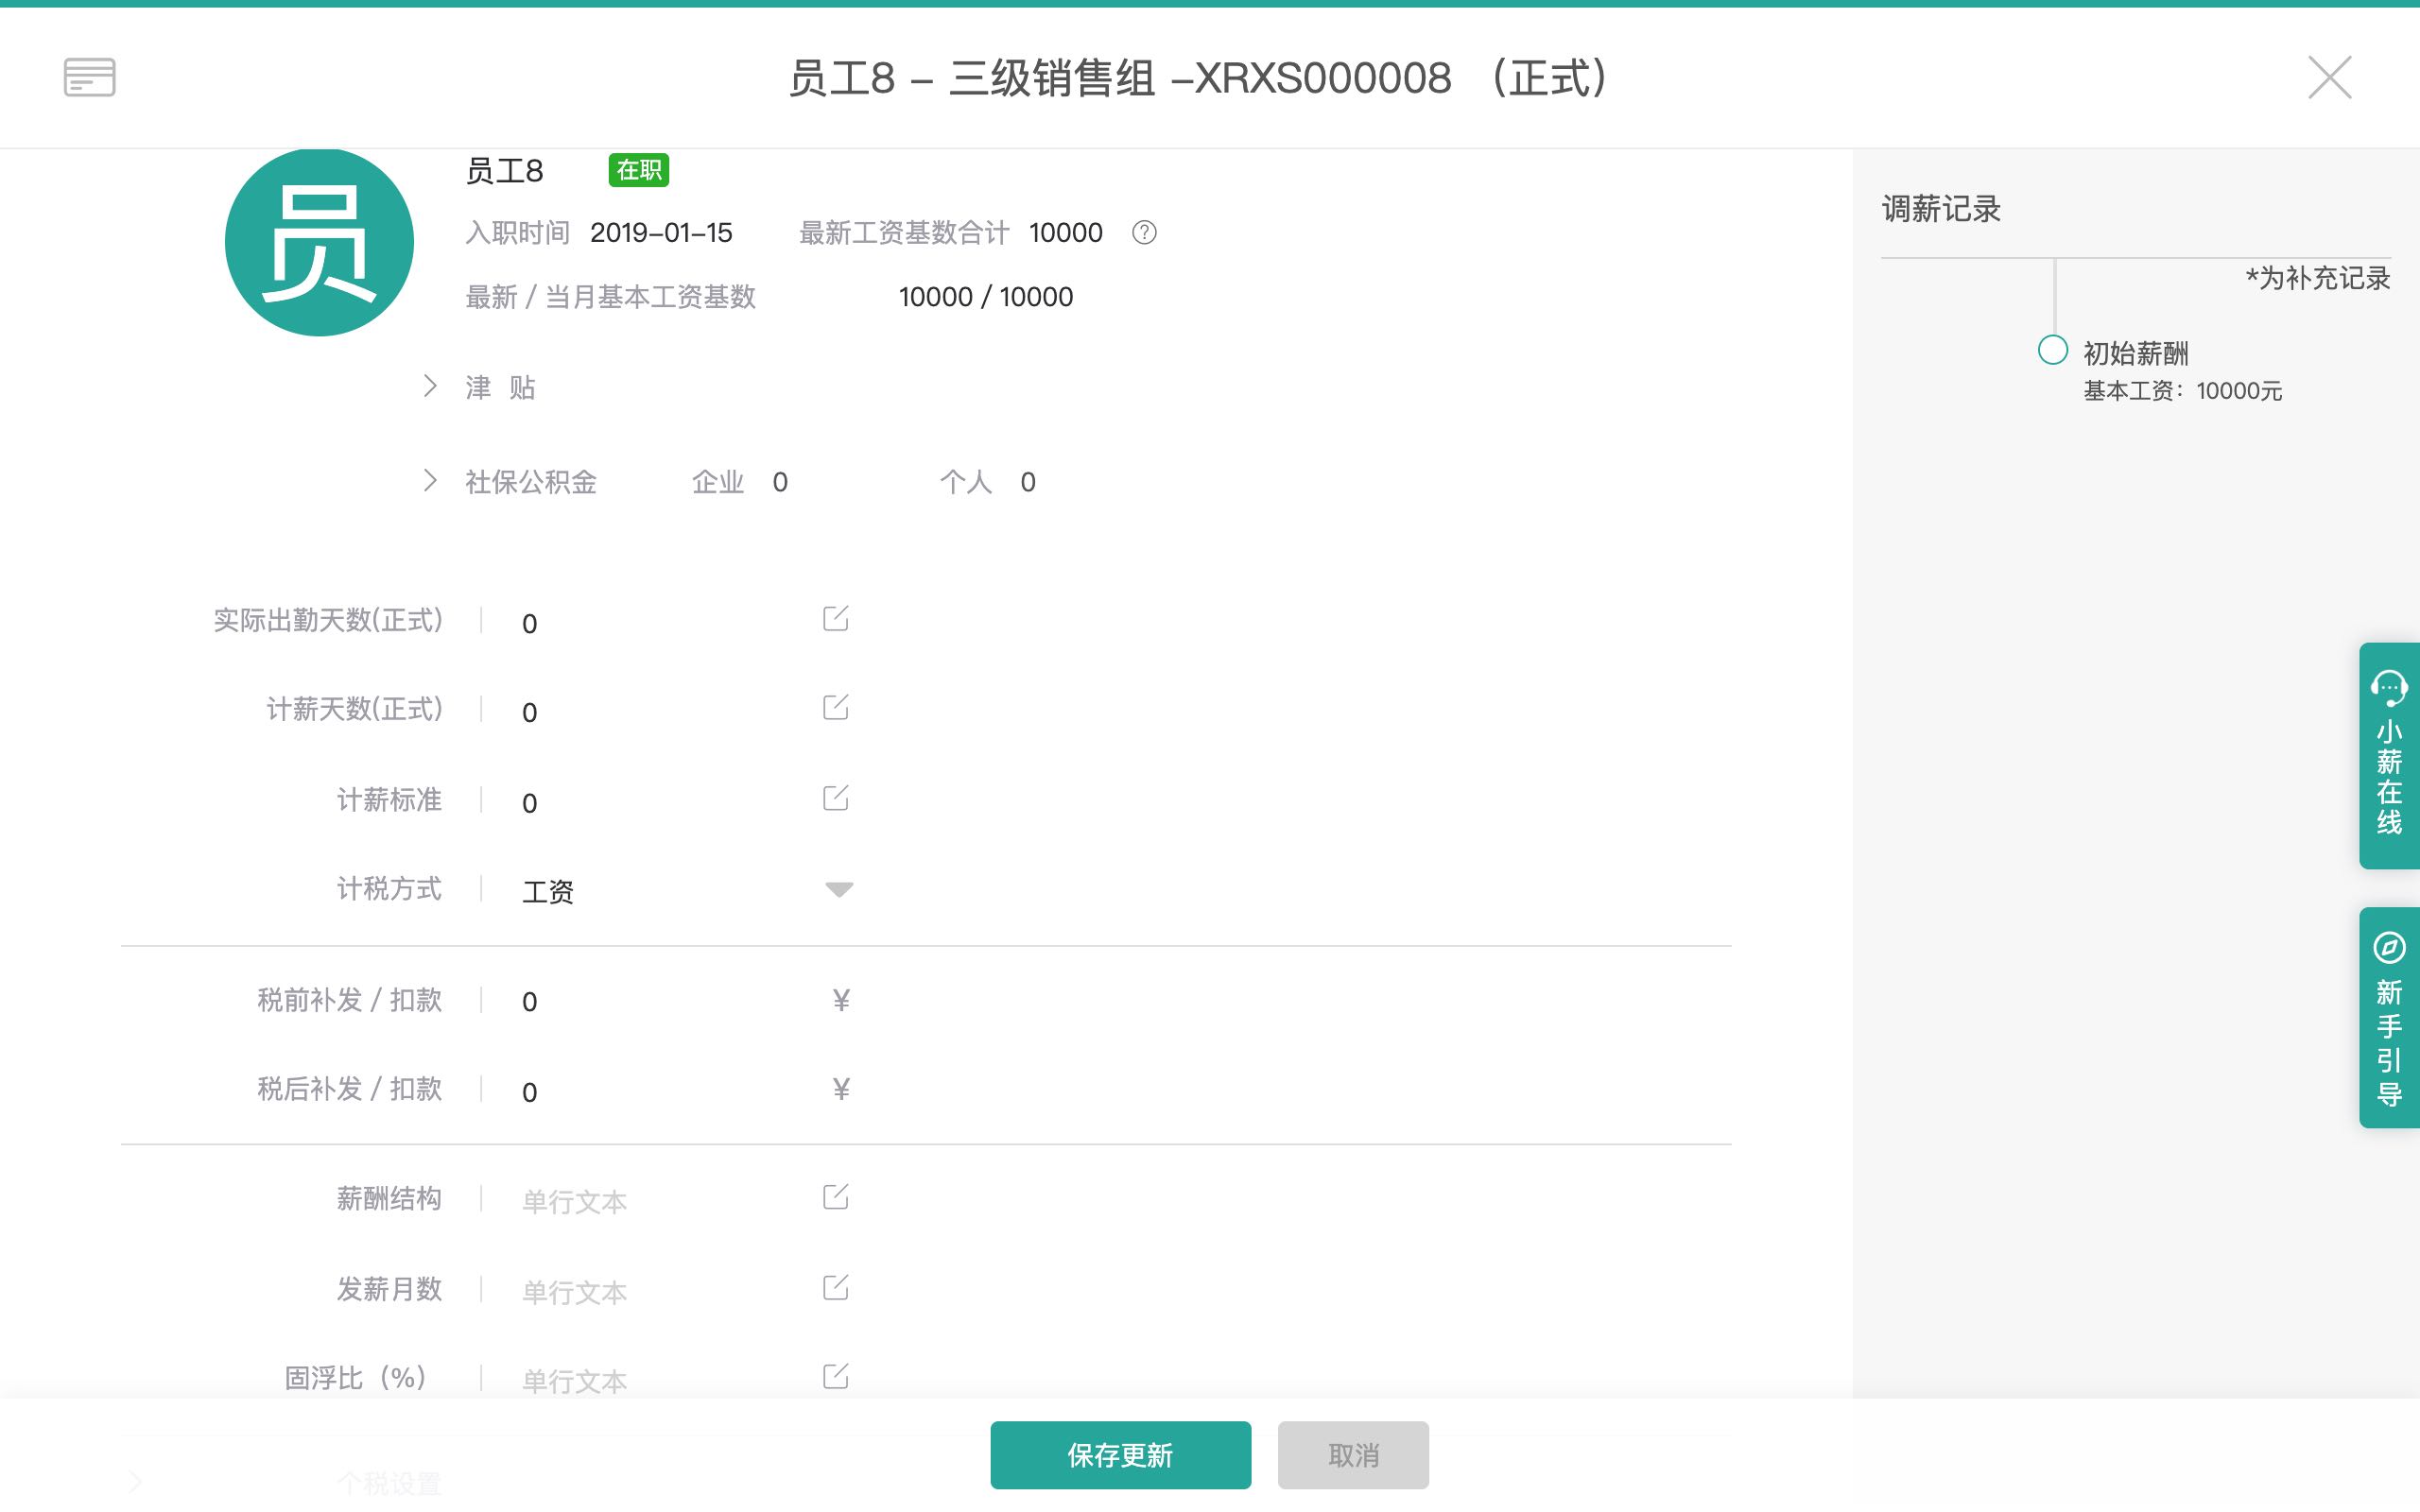 员工8 - 三级销售组 -XRXS000008 （正式）
员
员工8 在职
入职时间 2019-01-15 最新工资基数合计 10000 ?
最新 / 当月基本工资基数 10000 / 10000
津 贴
社保公积金 企业 0 个人 0
实际出勤天数(正式) 0
计薪天数(正式) 0
计薪标准 0
计税方式 工资
税前补发 / 扣款 0 ¥
税后补发 / 扣款 0 ¥
薪酬结构 单行文本
发薪月数 单行文本
固浮比（%） 单行文本
个税设置
保存更新 取消
调薪记录
*为补充记录
初始薪酬
基本工资：10000元
小薪在线
新手引导